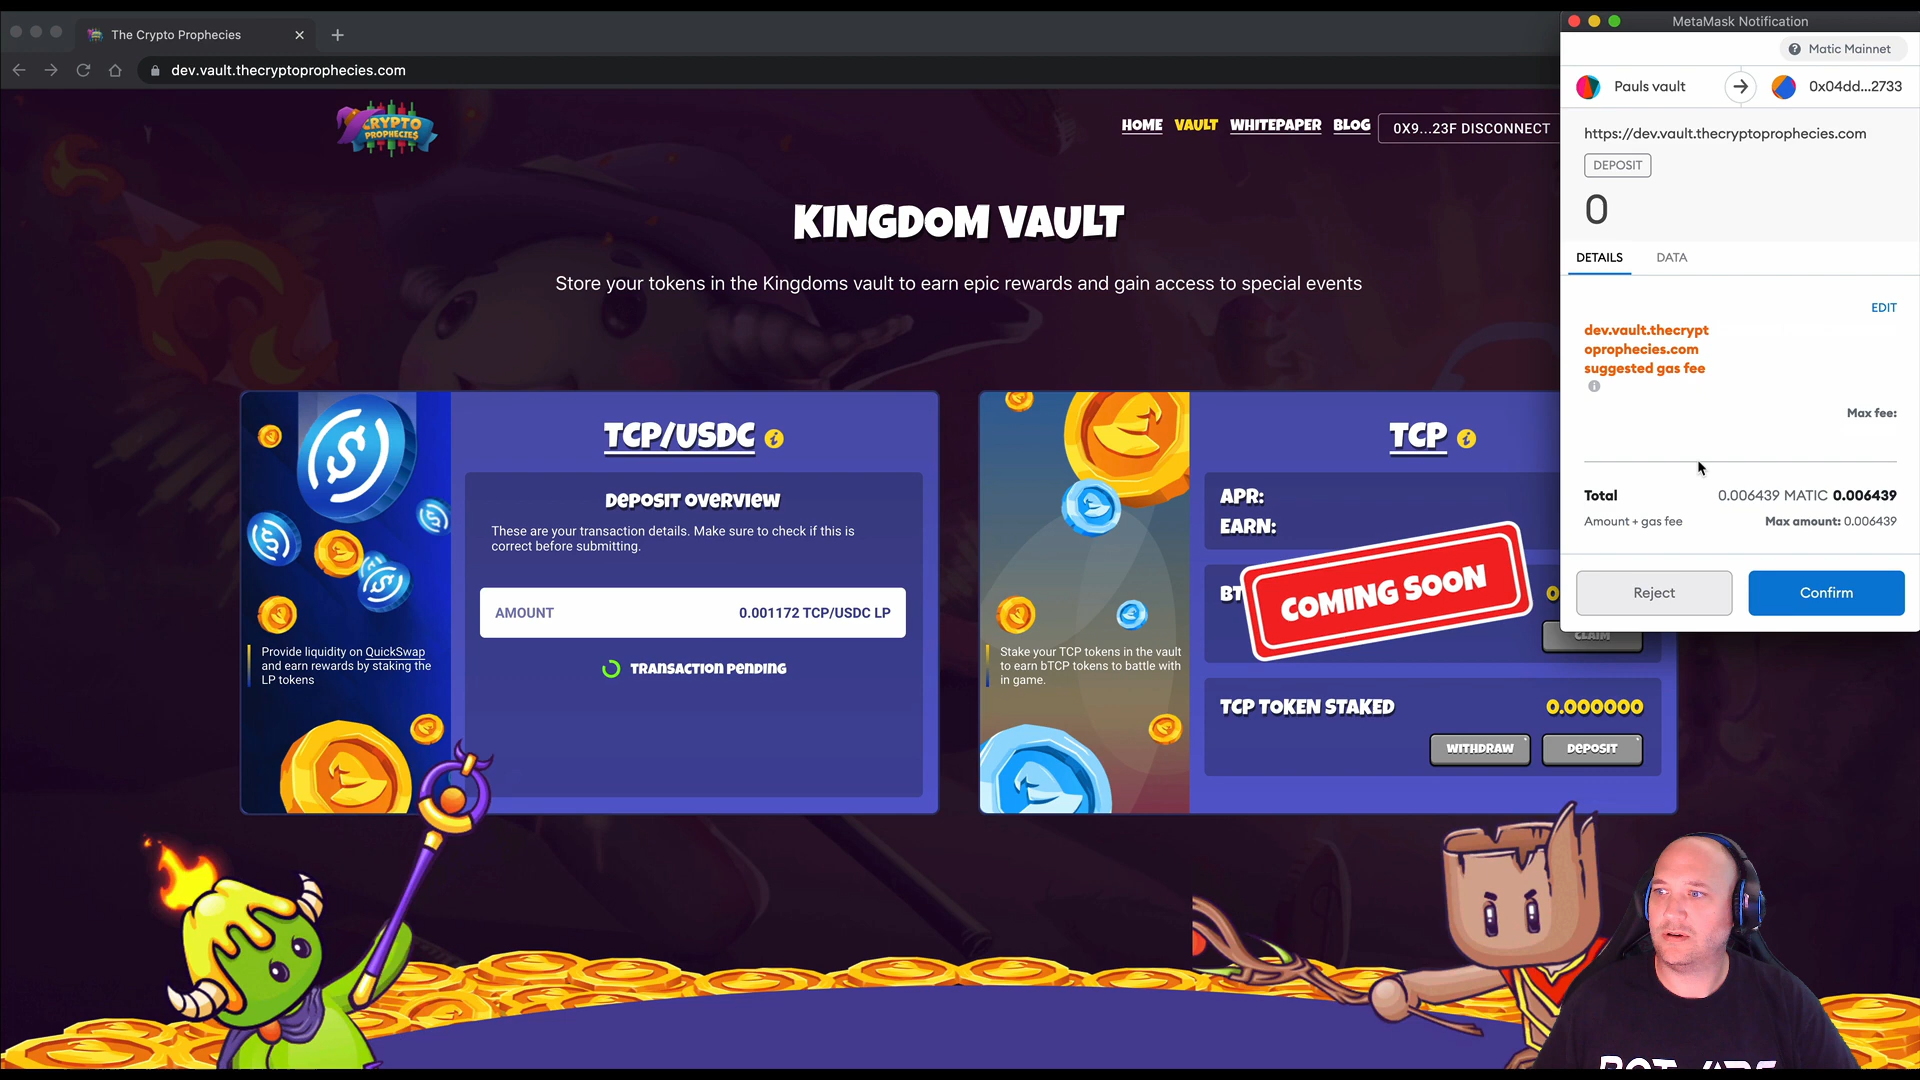 The Crypto Prophecies
dev.vault.thecryptoprophecies.com
CRYPTO
PROPHECIES
HOME
VAULT
WHITEPAPER
BLOG
0X9...23F DISCONNECT
KINGDOM VAULT
Store your tokens in the Kingdoms vault to earn epic rewards and gain access to special events
TCP/USDC
DEPOSIT OVERVIEW
These are your transaction details. Make sure to check if this is
correct before submitting.
AMOUNT
0.001172 TCP/USDC LP
TRANSACTION PENDING
Provide liquidity on QuickSwap
and earn rewards by staking the
LP tokens
TCP
APR:
EARN:
BT
0
COMING SOON
CLAIM
Stake your TCP tokens in the vault
to earn bTCP tokens to battle with
in game.
TCP TOKEN STAKED
0.000000
WITHDRAW
DEPOSIT
MetaMask Notification
Matic Mainnet
Pauls vault
0x04dd...2733
https://dev.vault.thecryptoprophecies.com
DEPOSIT
0
DETAILS
DATA
EDIT
dev.vault.thecrypt
oprophecies.com
suggested gas fee
Max fee:
Total
0.006439 MATIC 0.006439
Amount + gas fee
Max amount: 0.006439
Reject
Confirm